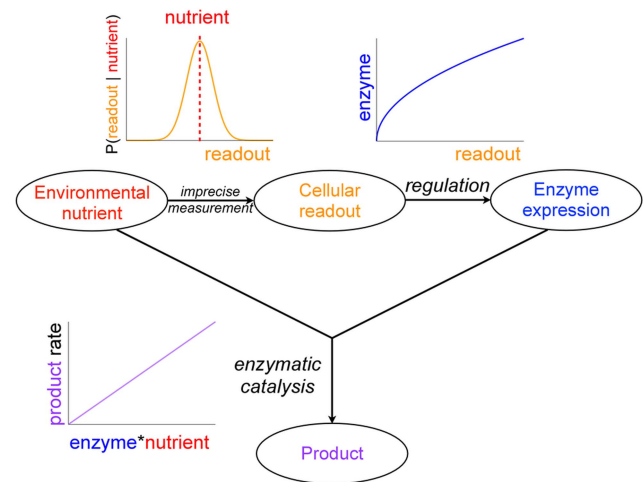 nutrient
P(readout | nutrient)
readout
enzyme
readout
Environmental
nutrient
imprecise
measurement
Cellular
readout
regulation
Enzyme
expression
product rate
enzyme*nutrient
enzymatic
catalysis
Product